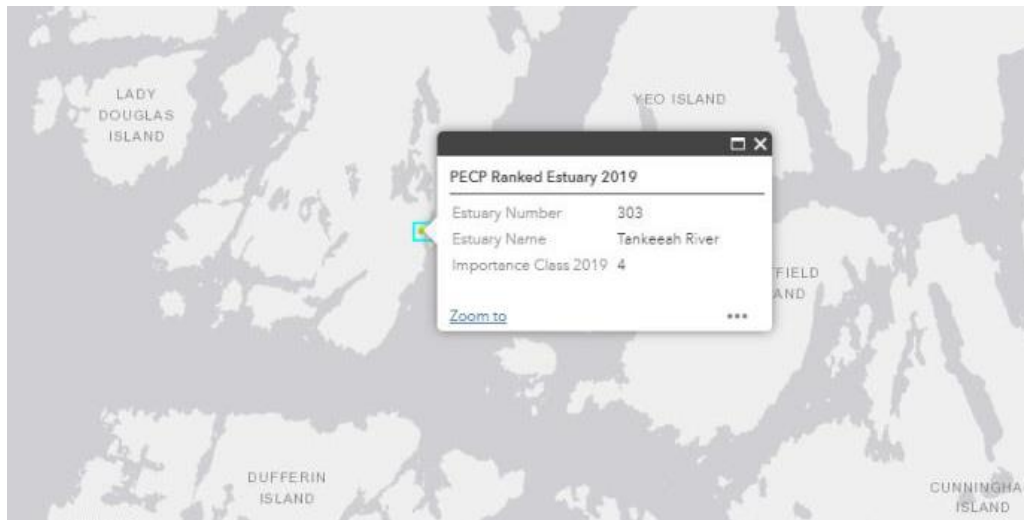 LADY
DOUGLAS
ISLAND
YEO ISLAND
PECP Ranked Estuary 2019
Estuary Number 303
Estuary Name Tankeeah River
Importance Class 2019 4
Zoom to
FIELD
AND
DUFFERIN
ISLAND
CUNNINGHA
ISLAND